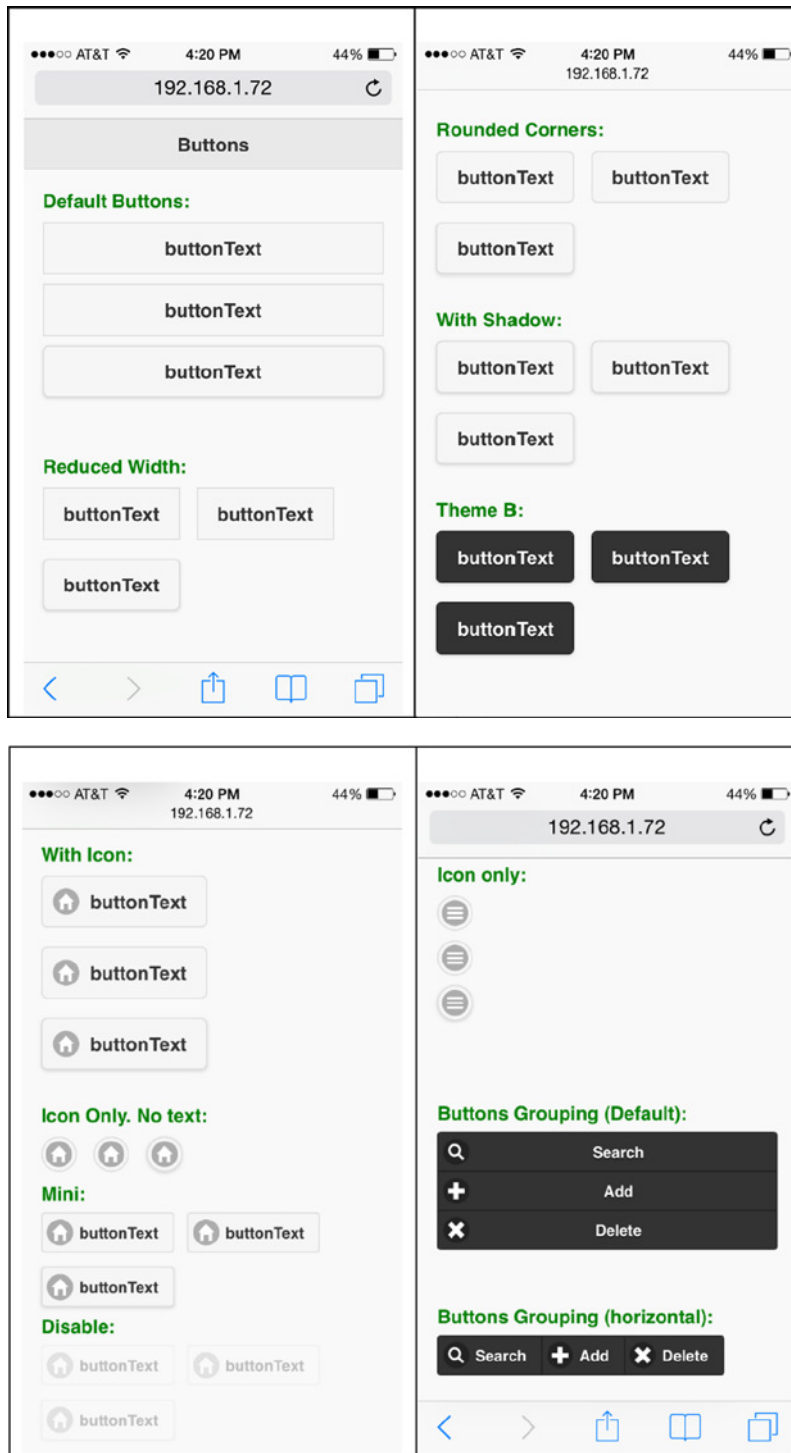 AT&T 4:20 PM 44%
192.168.1.72
Buttons
Default Buttons:
buttonText
buttonText
buttonText
Reduced Width:
buttonText buttonText
buttonText
AT&T 4:20 PM 44%
192.168.1.72
Rounded Corners:
buttonText buttonText
buttonText
With Shadow:
buttonText buttonText
buttonText
Theme B:
buttonText buttonText
buttonText
AT&T 4:20 PM 44%
192.168.1.72
With Icon:
buttonText
buttonText
buttonText
Icon Only. No text:
Mini:
buttonText buttonText
buttonText
Disable:
buttonText buttonText
buttonText
AT&T 4:20 PM 44%
192.168.1.72
Icon only:
Buttons Grouping (Default):
Search
Add
Delete
Buttons Grouping (horizontal):
Search Add Delete